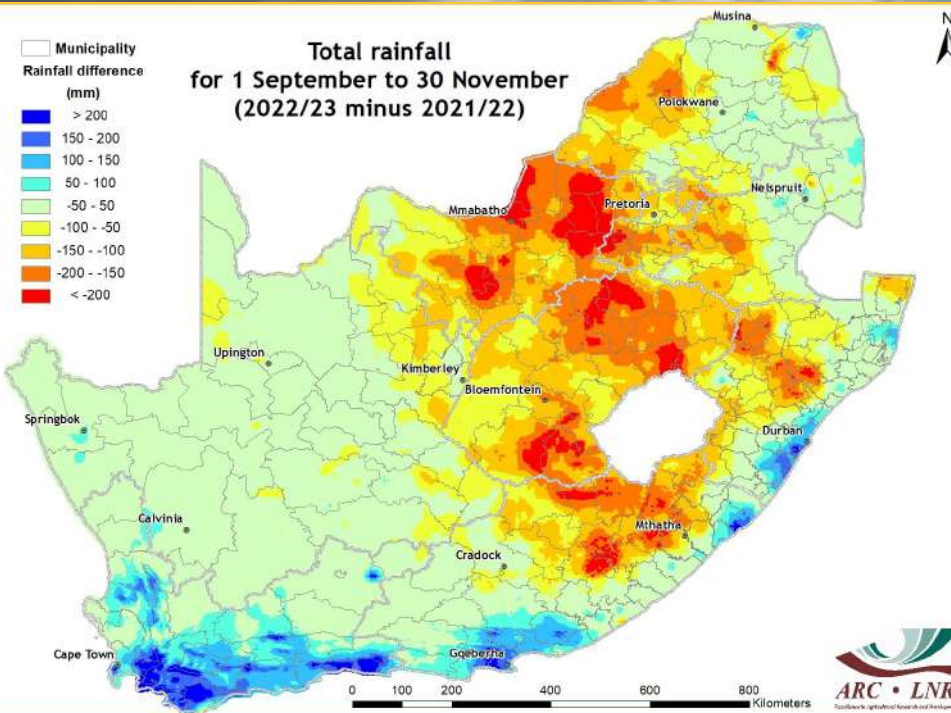 Total rainfall
for 1 September to 30 November
(2022/23 minus 2021/22)
N
Municipality
Rainfall difference
(mm)
> 200
150 - 200
100 - 150
50 - 100
-50 - 50
-100 - -50
-150 - -100
-200 - -150
< -200
Musina
Polokwane
Nelspruit
Mmabatho
Pretoria
Upington
Kimberley
Bloemfontein
Springbok
Durban
Calvinia
Mthatha
Cradock
Cape Town
Gqeberha
0 100 200 400 600 800
Kilometers
ARC • LNR